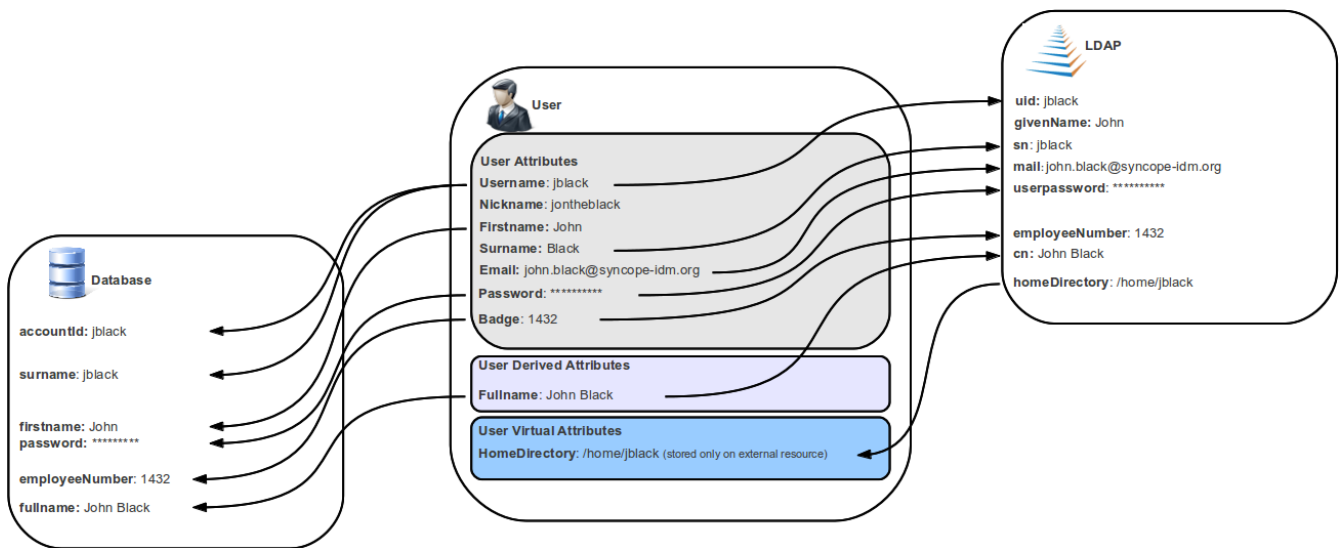 Database
accountId: jblack
surname: jblack
firstname: John
password: *********
employeeNumber: 1432
fullname: John Black
User
User Attributes
Username: jblack
Nickname: jontheblack
Firstname: John
Surname: Black
Email: john.black@syncope-idm.org
Password: **********
Badge: 1432
User Derived Attributes
Fullname: John Black
User Virtual Attributes
HomeDirectory: /home/jblack (stored only on external resource)
LDAP
uid: jblack
givenName: John
sn: jblack
mail: john.black@syncope-idm.org
userpassword: **********
employeeNumber: 1432
cn: John Black
homeDirectory: /home/jblack